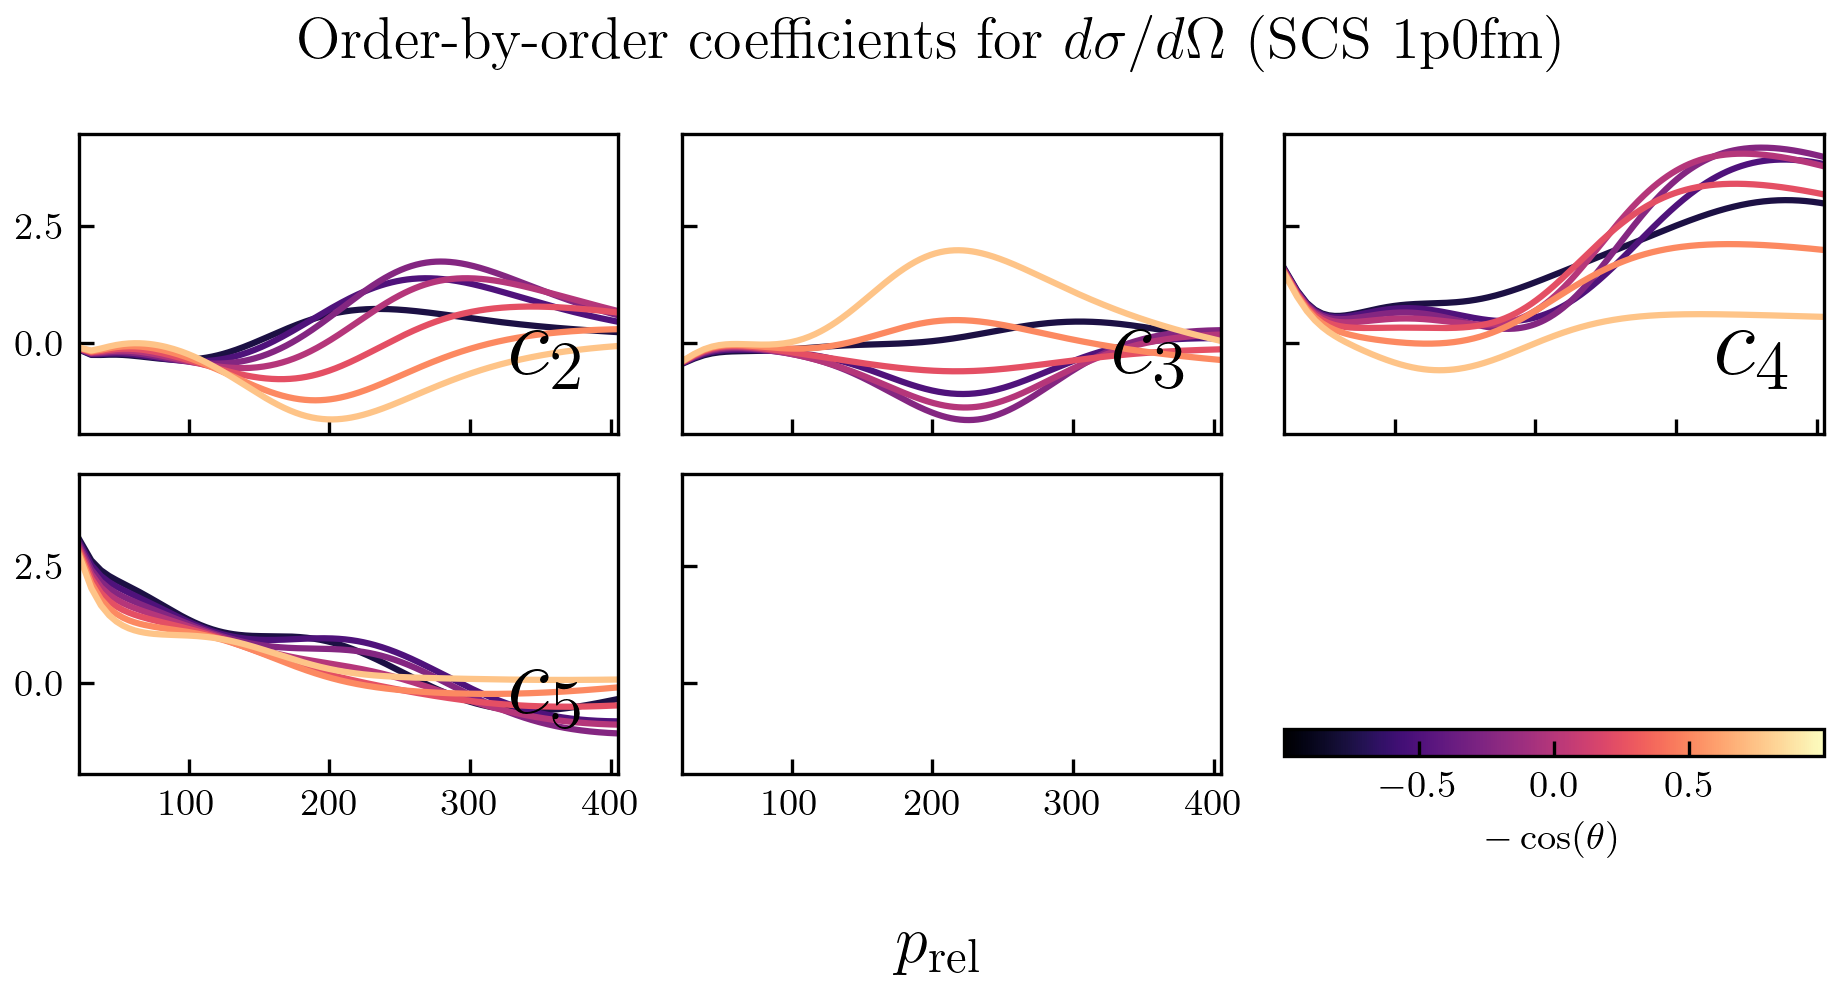 Order-by-order coefficients for dσ/dΩ (SCS 1p0fm)
2.5
0.0
c₂
c₃
c₄
2.5
0.0
c₅
100 200 300 400
100 200 300 400
−0.5 0.0 0.5
− cos(θ)
p_rel